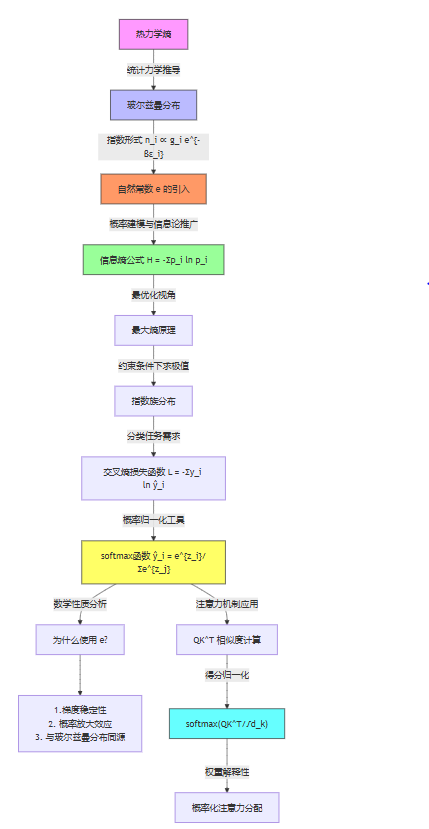 热力学熵
统计力学推导
玻尔兹曼分布
指数形式 n_i ∝ g_i e^{-
βε_i}
自然常数 e 的引入
概率建模与信息论推广
信息熵公式 H = -Σp_i ln p_i
最优化视角
最大熵原理
约束条件下求极值
指数族分布
分类任务需求
交叉熵损失函数 L = -Σy_i
ln ŷ_i
概率归一化工具
softmax函数 ŷ_i = e^{z_i}/
Σe^{z_j}
数学性质分析
注意力机制应用
为什么使用 e?
QK^T 相似度计算
得分归一化
1.梯度稳定性
2. 概率放大效应
3. 与玻尔兹曼分布同源
softmax(QK^T/√d_k)
权重解释性
概率化注意力分配